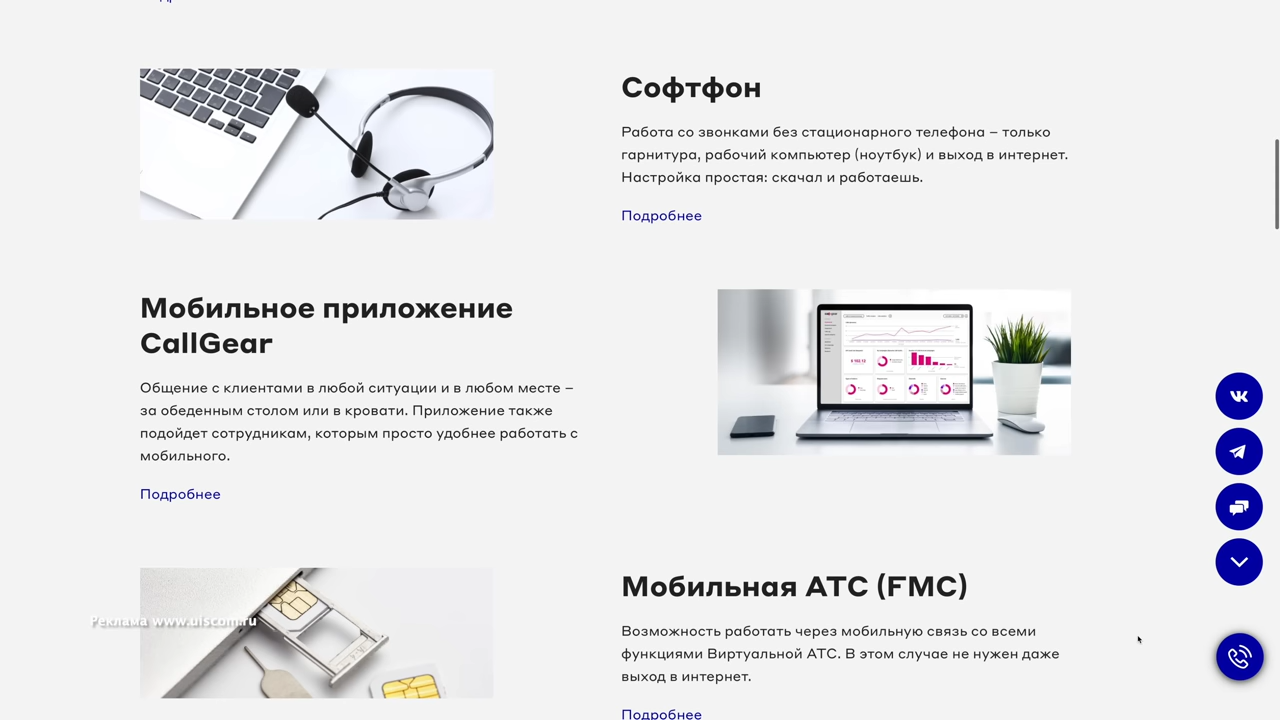 Софтфон
Работа со звонками без стационарного телефона – только
гарнитура, рабочий компьютер (ноутбук) и выход в интернет.
Настройка простая: скачал и работаешь.
Подробнее
Мобильное приложение
CallGear
Общение с клиентами в любой ситуации и в любом месте –
за обеденным столом или в кровати. Приложение также
подойдет сотрудникам, которым просто удобнее работать с
мобильного.
Подробнее
Мобильная АТС (FMC)
Возможность работать через мобильную связь со всеми
функциями Виртуальной АТС. В этом случае не нужен даже
выход в интернет.
Подробнее
Реклама www.uiscom.ru